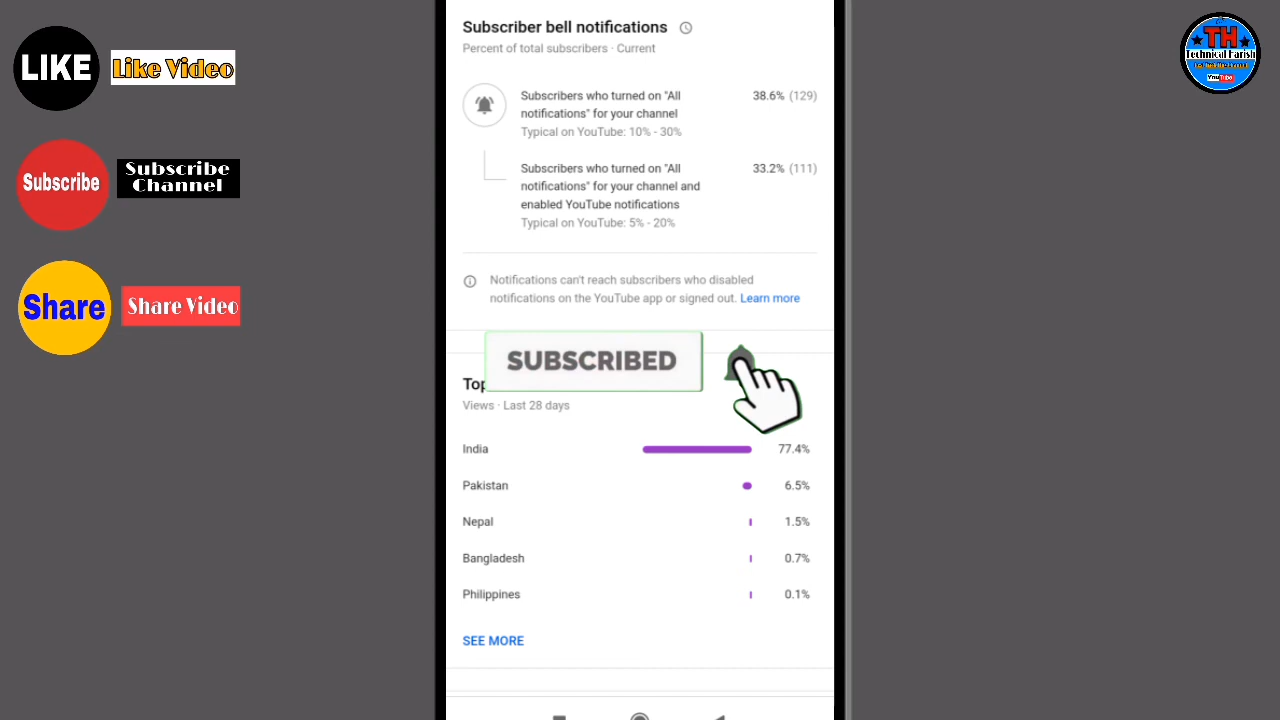 LIKE
Like Video
Subscribe
Subscribe
Channel
Share
Share Video
TH
Technical Harish
YouTube
Subscriber bell notifications
Percent of total subscribers · Current
Subscribers who turned on "All
notifications" for your channel
Typical on YouTube: 10% - 30%
38.6% (129)
Subscribers who turned on "All
notifications" for your channel and
enabled YouTube notifications
Typical on YouTube: 5% - 20%
33.2% (111)
Notifications can't reach subscribers who disabled
notifications on the YouTube app or signed out. Learn more
SUBSCRIBED
Top
Views · Last 28 days
India 77.4%
Pakistan 6.5%
Nepal 1.5%
Bangladesh 0.7%
Philippines 0.1%
SEE MORE